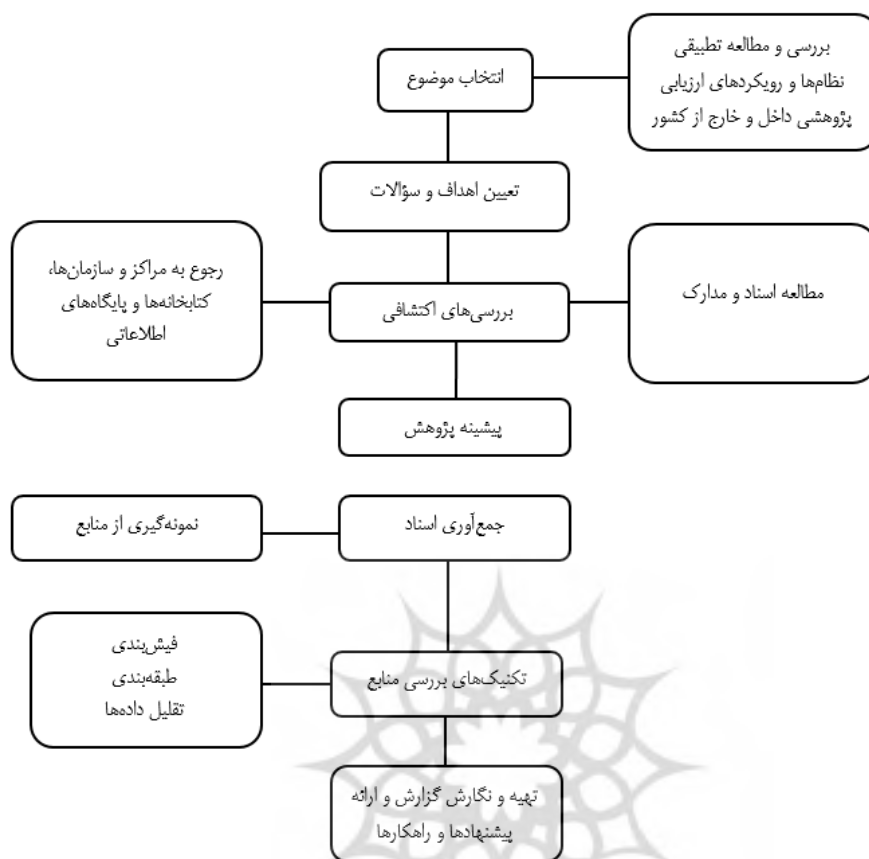 بررسی و مطالعه تطبیقی
نظام‌ها و رویکردهای ارزیابی
پژوهشی داخل و خارج از کشور
انتخاب موضوع
تعیین اهداف و سؤالات
مطالعه اسناد و مدارک
بررسی‌های اکتشافی
رجوع به مراکز و سازمان‌ها،
کتابخانه‌ها و پایگاه‌های
اطلاعاتی
پیشینه پژوهش
جمع‌آوری اسناد
نمونه‌گیری از منابع
تکنیک‌های بررسی منابع
فیش‌بندی
طبقه‌بندی
تقلیل داده‌ها
تهیه و نگارش گزارش و ارائه
پیشنهادها و راهکارها